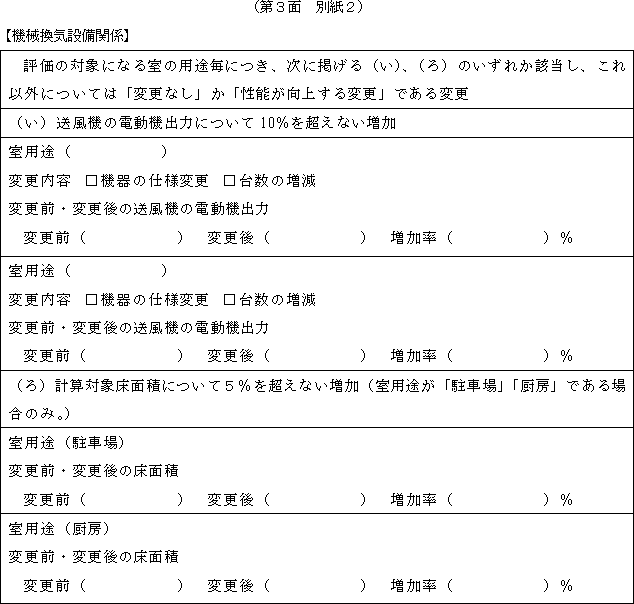 （第３面　別紙２）
【機械換気設備関係】
評価の対象になる室の用途毎につき、次に掲げる（い）、（ろ）のいずれか該当し、これ
以外については「変更なし」か「性能が向上する変更」である変更
（い）送風機の電動機出力について10％を超えない増加
室用途（　　　　　　）
変更内容　□機器の仕様変更　□台数の増減
変更前・変更後の送風機の電動機出力
変更前（　　　　　　）　変更後（　　　　　　）　増加率（　　　　　　）％
室用途（　　　　　　）
変更内容　□機器の仕様変更　□台数の増減
変更前・変更後の送風機の電動機出力
変更前（　　　　　　）　変更後（　　　　　　）　増加率（　　　　　　）％
（ろ）計算対象床面積について５％を超えない増加（室用途が「駐車場」「厨房」である場
合のみ。）
室用途（駐車場）
変更前・変更後の床面積
変更前（　　　　　　）　変更後（　　　　　　）　増加率（　　　　　　）％
室用途（厨房）
変更前・変更後の床面積
変更前（　　　　　　）　変更後（　　　　　　）　増加率（　　　　　　）％